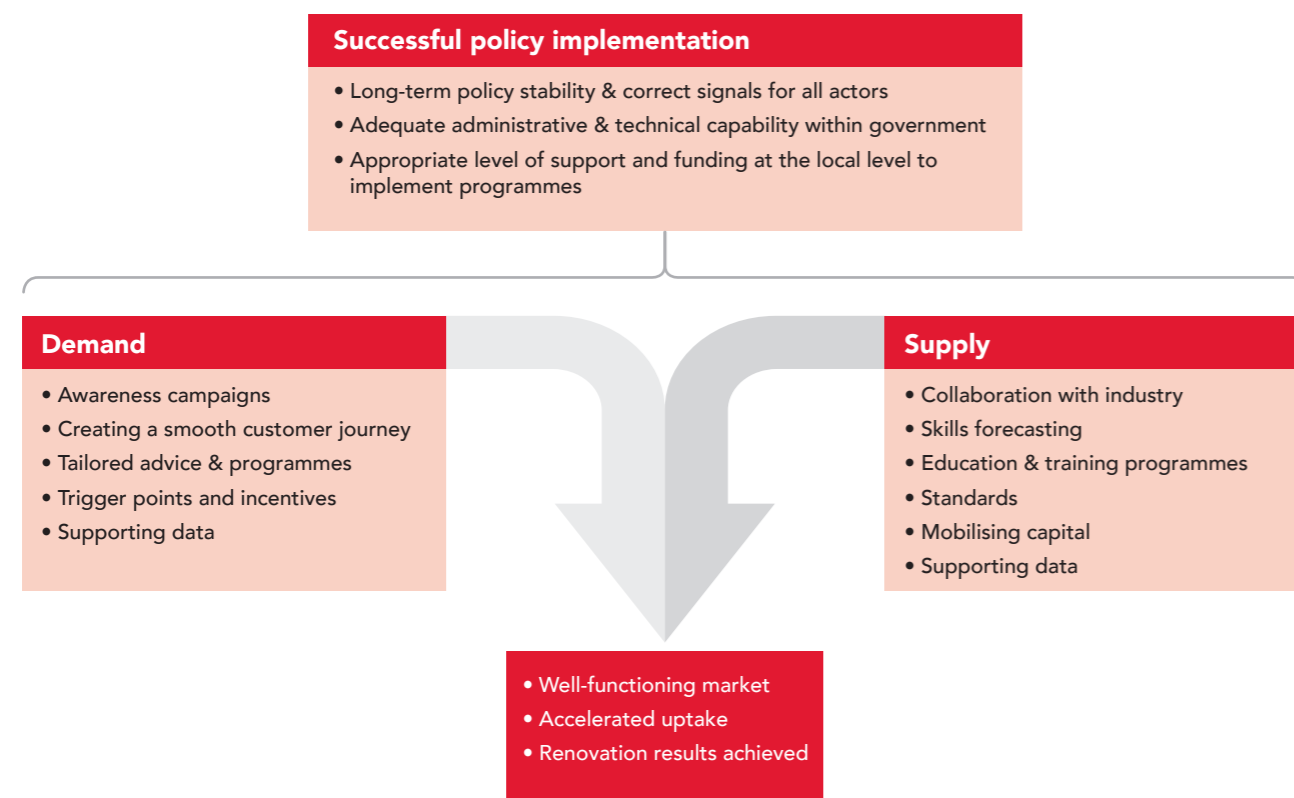 Successful policy implementation
• Long-term policy stability & correct signals for all actors
• Adequate administrative & technical capability within government
• Appropriate level of support and funding at the local level to
implement programmes
Demand
• Awareness campaigns
• Creating a smooth customer journey
• Tailored advice & programmes
• Trigger points and incentives
• Supporting data
Supply
• Collaboration with industry
• Skills forecasting
• Education & training programmes
• Standards
• Mobilising capital
• Supporting data
• Well-functioning market
• Accelerated uptake
• Renovation results achieved